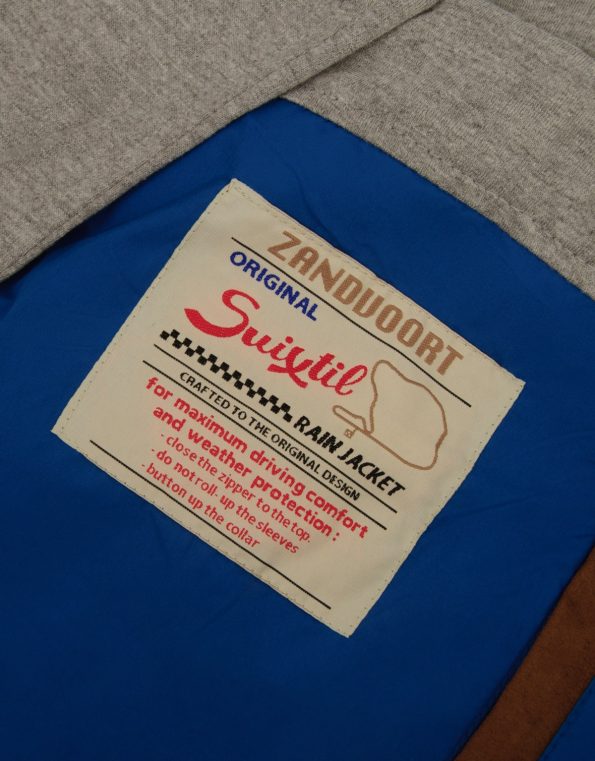 ZANDVOORT
ORIGINAL
Suixtil
RAIN JACKET
CRAFTED TO THE ORIGINAL DESIGN
for maximum driving comfort
and weather protection :
- close the zipper to the top.
- do not roll- up the sleeves
- button up the collar